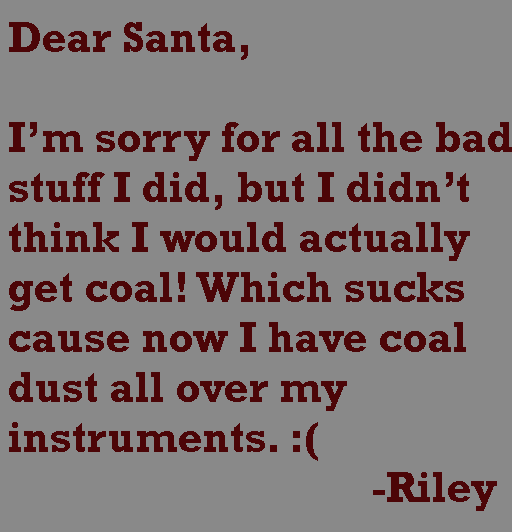 Dear Santa,
I’m sorry for all the bad
stuff I did, but I didn’t
think I would actually
get coal! Which sucks
cause now I have coal
dust all over my
instruments. :(
-Riley